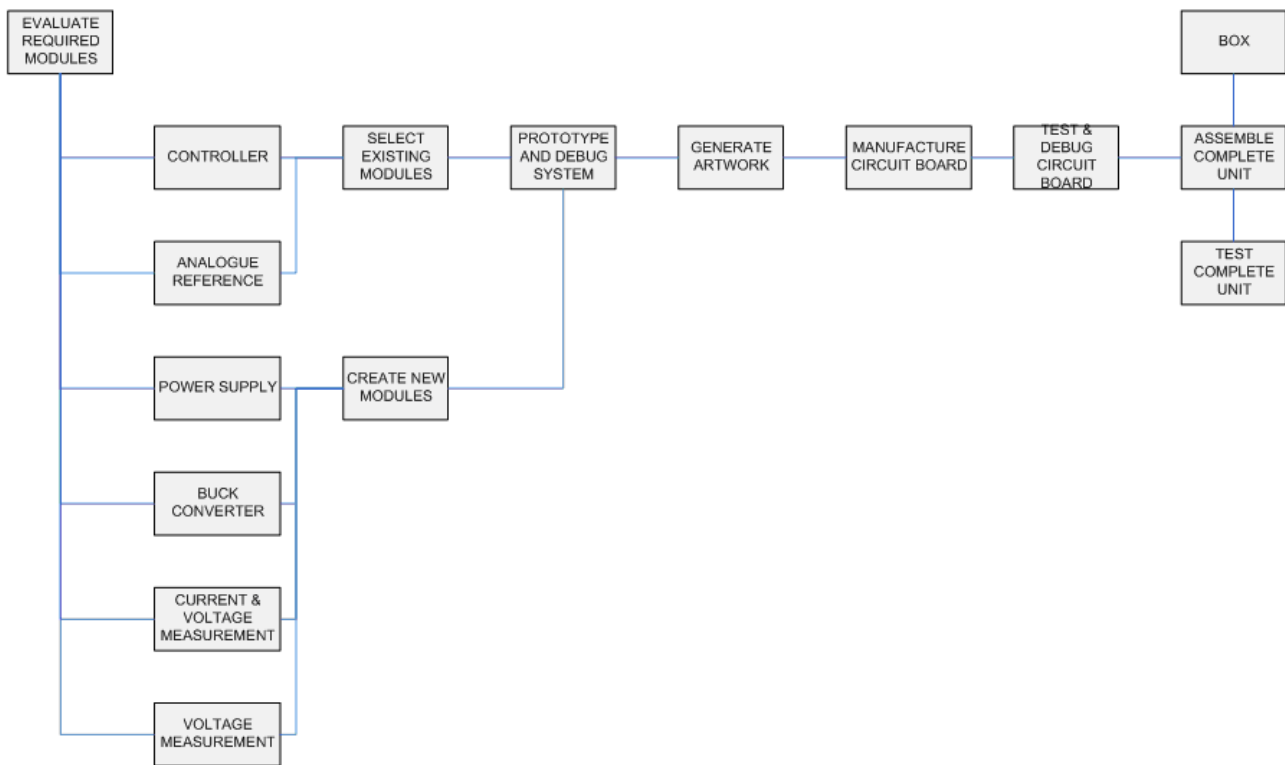 EVALUATE
REQUIRED
MODULES
BOX
CONTROLLER
SELECT
EXISTING
MODULES
PROTOTYPE
AND DEBUG
SYSTEM
GENERATE
ARTWORK
MANUFACTURE
CIRCUIT BOARD
TEST &
DEBUG
CIRCUIT
BOARD
ASSEMBLE
COMPLETE
UNIT
ANALOGUE
REFERENCE
TEST
COMPLETE
UNIT
POWER SUPPLY
CREATE NEW
MODULES
BUCK
CONVERTER
CURRENT &
VOLTAGE
MEASUREMENT
VOLTAGE
MEASUREMENT